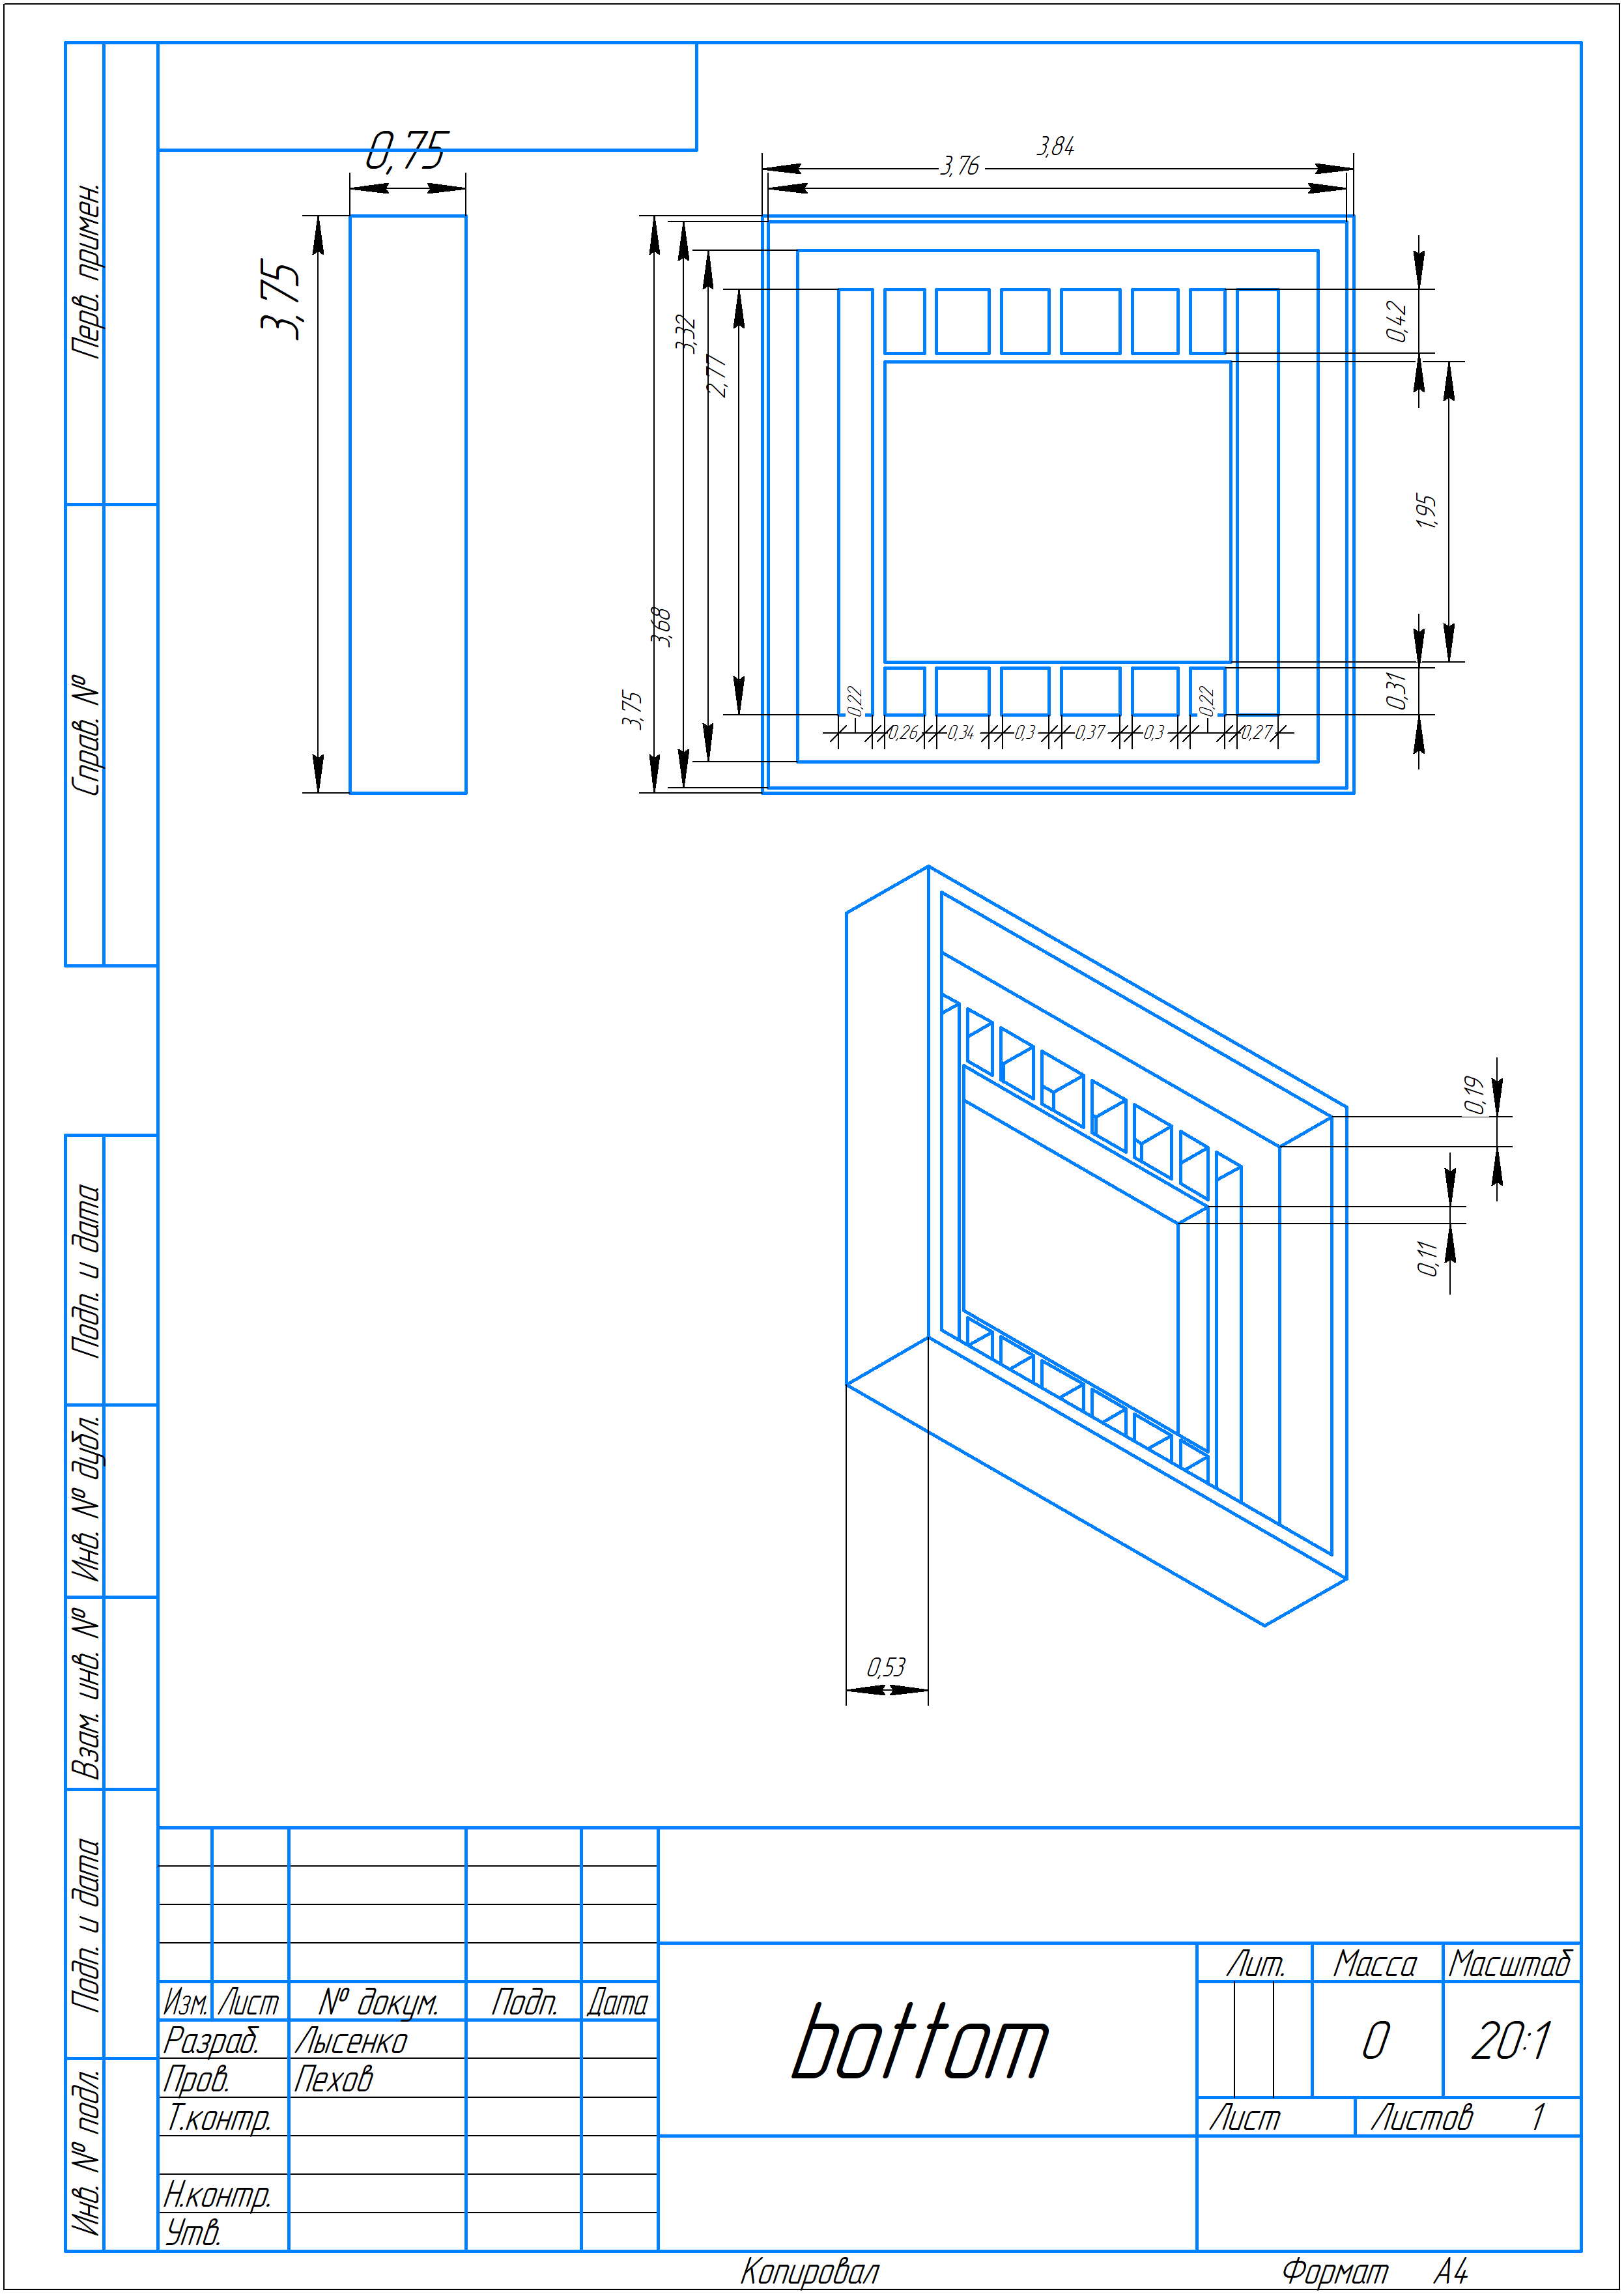 0,75
3,75
3,84
3,76
3,32
2,77
3,68
3,75
0,42
1,95
0,31
0,22
0,26
0,34
0,3
0,37
0,3
0,22
0,27
0,19
0,11
0,53
Перв. примен.
Справ. №
Подп. и дата
Инв. № дубл.
Взам. инв. №
Подп. и дата
Инв. № подл.
Изм. Лист № докум. Подп. Дата
Разраб. Лысенко
Пров. Пехов
Т.контр.
Н.контр.
Утв.
bottom
Лит. Масса Масштаб
0 20:1
Лист Листов 1
Копировал Формат А4